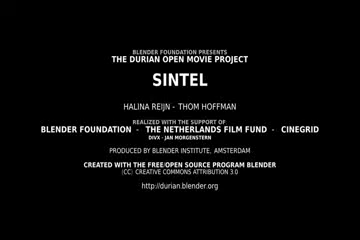 BLENDER FOUNDATION PRESENTS
THE DURIAN OPEN MOVIE PROJECT
SINTEL
HALINA REIJN - THOM HOFFMAN
REALIZED WITH THE SUPPORT OF
BLENDER FOUNDATION - THE NETHERLANDS FILM FUND - CINEGRID
DIVX - JAN MORGENSTERN
PRODUCED BY BLENDER INSTITUTE, AMSTERDAM
CREATED WITH THE FREE/OPEN SOURCE PROGRAM BLENDER
(CC) CREATIVE COMMONS ATTRIBUTION 3.0
http://durian.blender.org